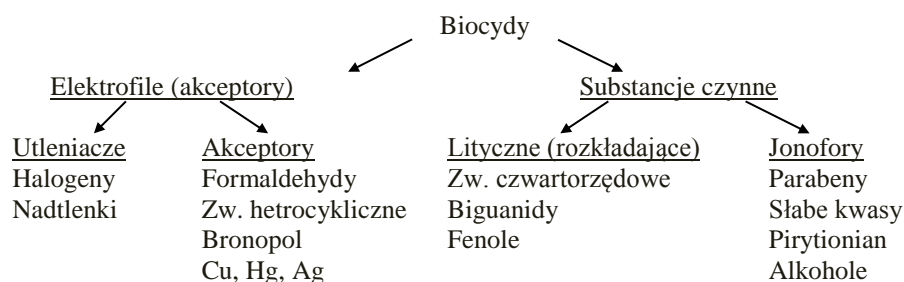 Biocydy
Elektrofile (akceptory)
Substancje czynne
Utleniacze
Halogeny
Nadtlenki
Akceptory
Formaldehydy
Zw. hetrocykliczne
Bronopol
Cu, Hg, Ag
Lityczne (rozkładające)
Zw. czwartorzędowe
Biguanidy
Fenole
Jonofory
Parabeny
Słabe kwasy
Pirytionian
Alkohole